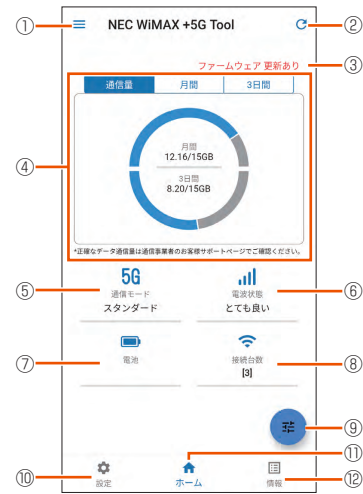 ①
NEC WiMAX +5G Tool
②
ファームウェア 更新あり
③
通信量 月間 3日間
④
月間
12.16/15GB
3日間
8.20/15GB
*正確なデータ通信量は通信事業者のお客様サポートページでご確認ください。
⑤
5G
通信モード
スタンダード
電波状態
とても良い
⑥
⑦
電池
接続台数
[3]
⑧
⑨
⑩
設定
⑪
ホーム
情報
⑫